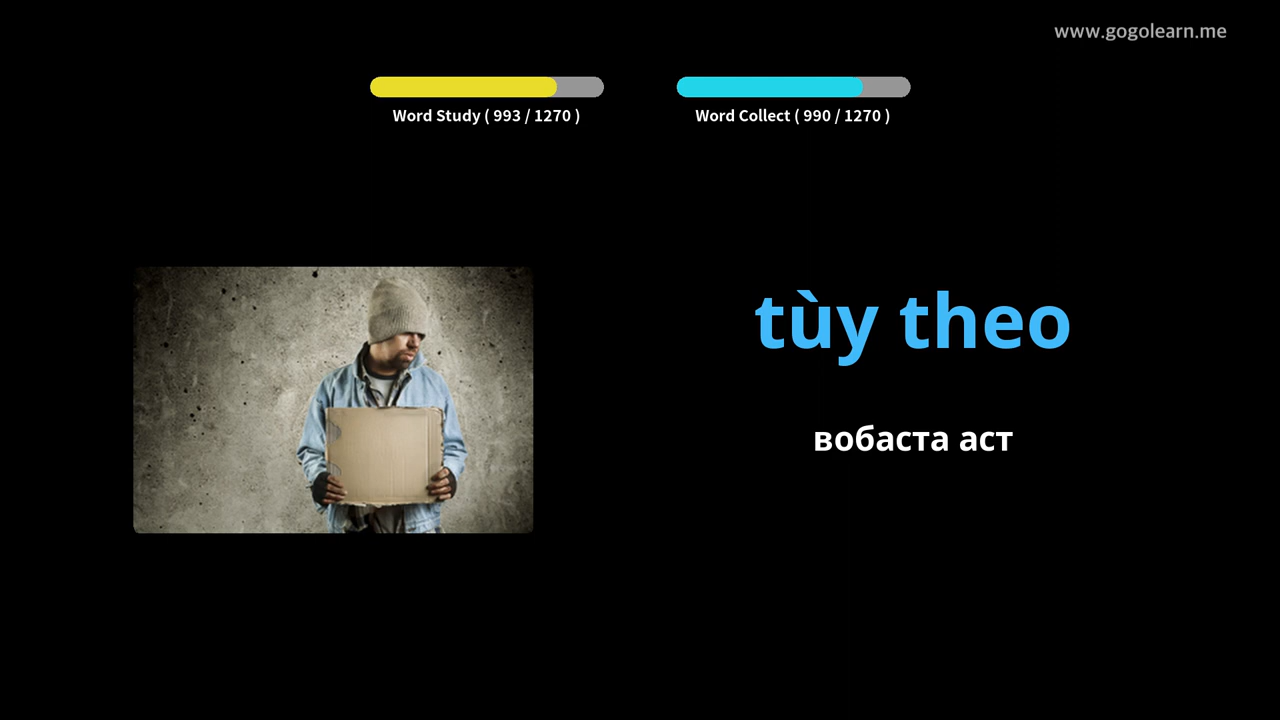 www.gogolearn.me
Word Study ( 993 / 1270 )
Word Collect ( 990 / 1270 )
tùy theo
вобаста аст